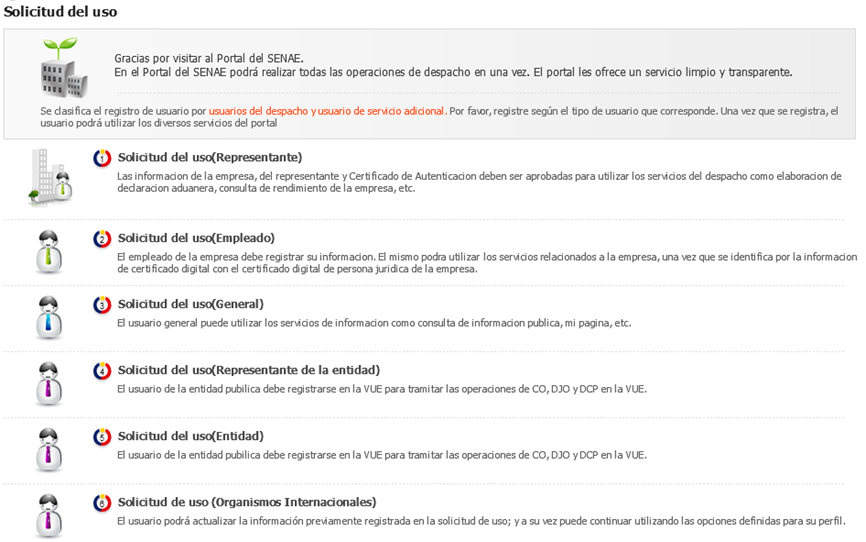 Solicitud del uso
Gracias por visitar al Portal del SENAE.
En el Portal del SENAE podrá realizar todas las operaciones de despacho en una vez. El portal les ofrece un servicio limpio y transparente.
Se clasifica el registro de usuario por usuarios del despacho y usuario de servicio adicional. Por favor, registre según el tipo de usuario que corresponde. Una vez que se registra, el
usuario podrá utilizar los diversos servicios del portal
1 Solicitud del uso(Representante)
Las informacion de la empresa, del representante y Certificado de Autenticacion deben ser aprobadas para utilizar los servicios del despacho como elaboracion de
declaracion aduanera, consulta de rendimiento de la empresa, etc.
2 Solicitud del uso(Empleado)
El empleado de la empresa debe registrar su informacion. El mismo podra utilizar los servicios relacionados a la empresa, una vez que se identifica por la informacion
de certificado digital con el certificado digital de persona juridica de la empresa.
3 Solicitud del uso(General)
El usuario general puede utilizar los servicios de informacion como consulta de informacion publica, mi pagina, etc.
4 Solicitud del uso(Representante de la entidad)
El usuario de la entidad pubilica debe registrarse en la VUE para tramitar las operaciones de CO, DJO y DCP en la VUE.
5 Solicitud del uso(Entidad)
El usuario de la entidad pubilica debe registrarse en la VUE para tramitar las operaciones de CO, DJO y DCP en la VUE.
6 Solicitud de uso (Organismos Internacionales)
El usuario podrá actualizar la información previamente registrada en la solicitud de uso; y a su vez puede continuar utilizando las opciones definidas para su perfil.